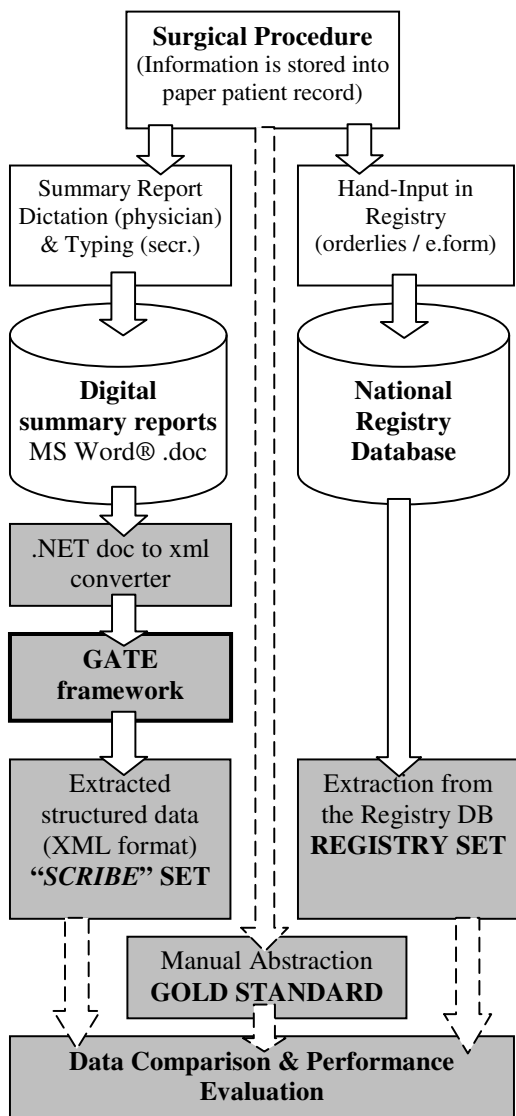 Surgical Procedure
(Information is stored into
paper patient record)
Summary Report
Dictation (physician)
& Typing (secr.)
Hand-Input in
Registry
(orderlies / e.form)
Digital
summary reports
MS Word® .doc
National
Registry
Database
.NET doc to xml
converter
GATE
framework
Extracted
structured data
(XML format)
“SCRIBE” SET
Extraction from
the Registry DB
REGISTRY SET
Manual Abstraction
GOLD STANDARD
Data Comparison & Performance
Evaluation